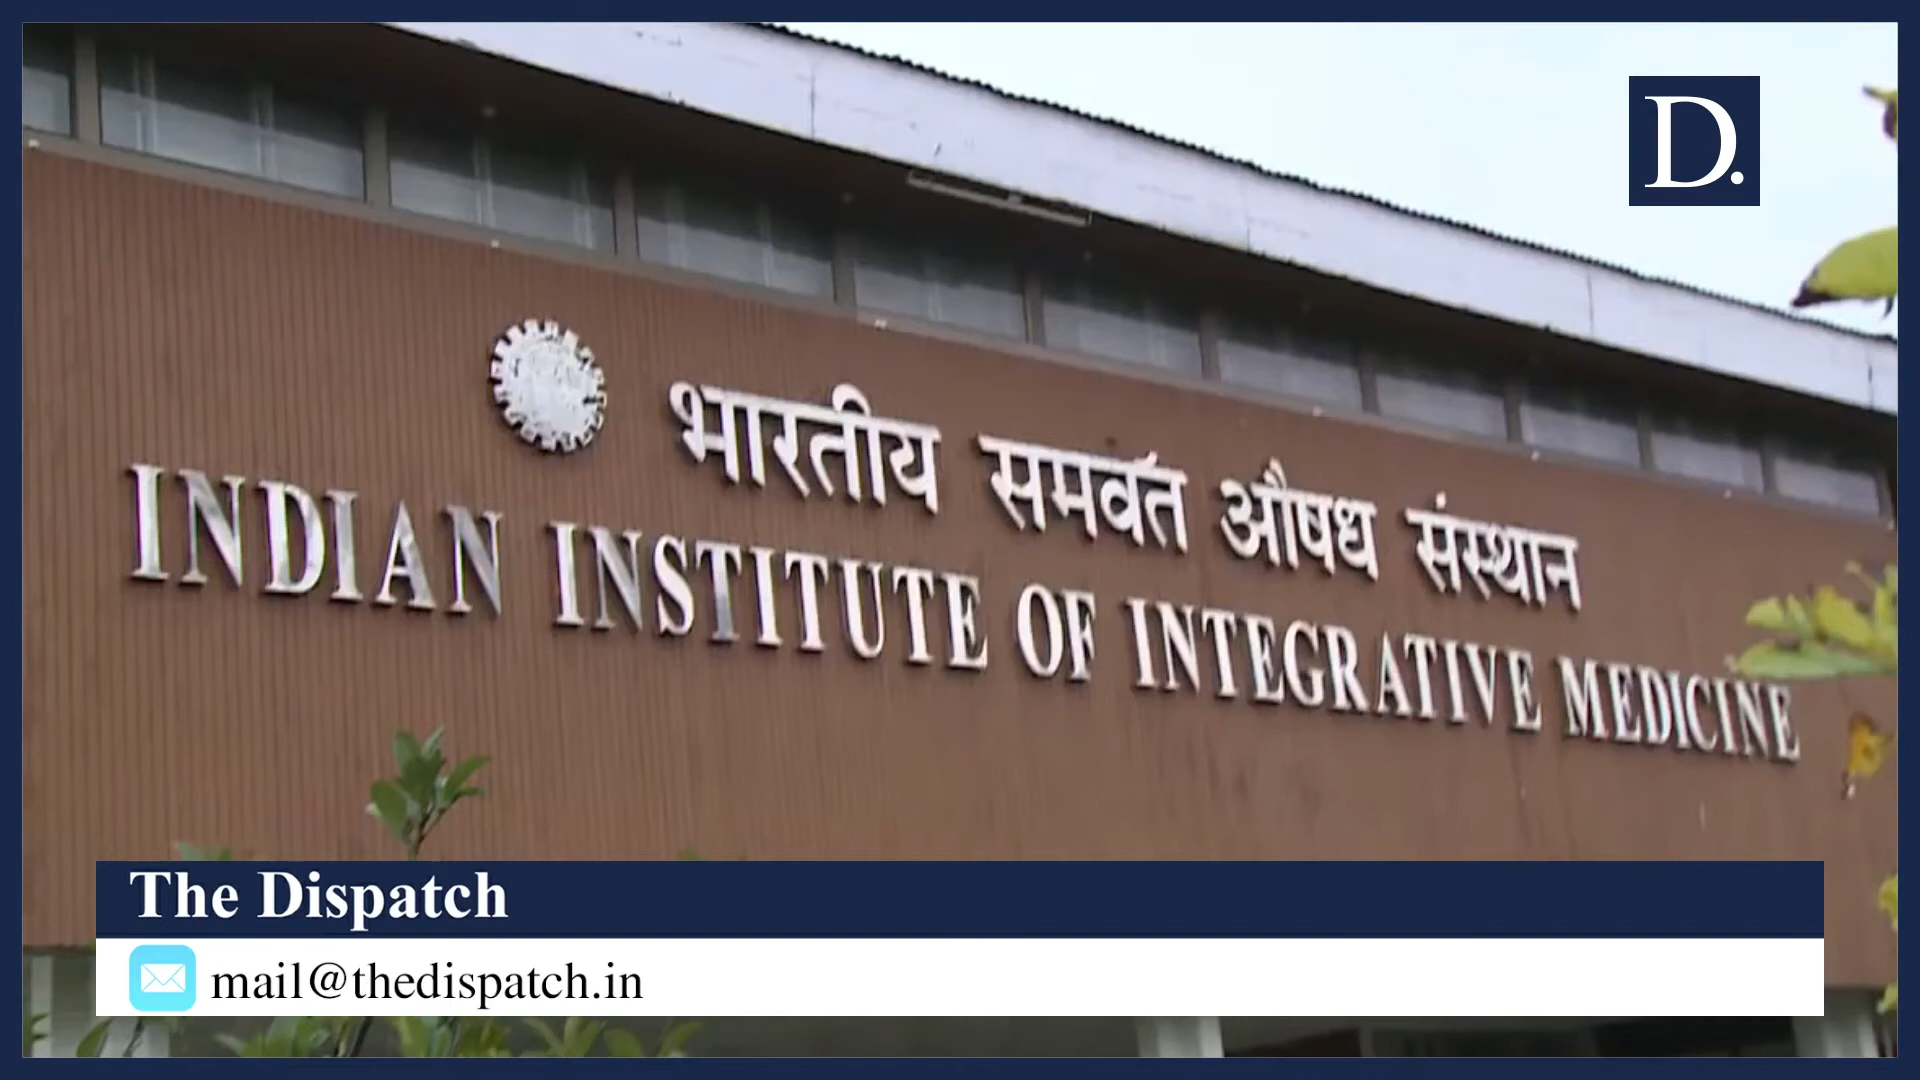 D.
भारतीय समवेंत औषध संस्थान
INDIAN INSTITUTE OF INTEGRATIVE MEDICINE
The Dispatch
mail@thedispatch.in